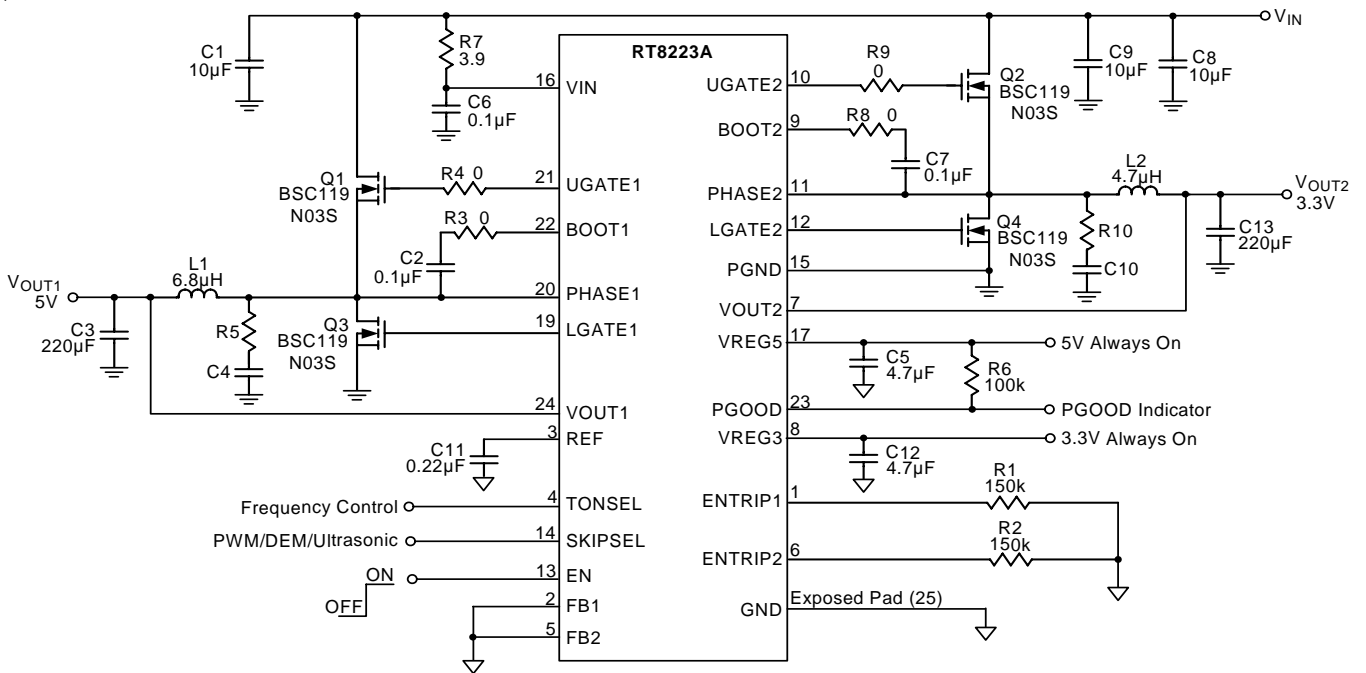 RT8223A
C1
10µF
R7
3.9
C6
0.1µF
16
VIN
Q1
BSC119
N03S
R4 0
21
UGATE1
R3 0
22
BOOT1
C2
0.1µF
L1
6.8µH
VOUT1
5V
20
PHASE1
C3
220µF
R5
C4
Q3
BSC119
N03S
19
LGATE1
24
VOUT1
3
REF
C11
0.22µF
Frequency Control
4
TONSEL
PWM/DEM/Ultrasonic
14
SKIPSEL
ON
OFF
13
EN
2
FB1
5
FB2
VIN
C9
10µF
C8
10µF
UGATE2
10
R9
0
Q2
BSC119
N03S
BOOT2
9
R8 0
C7
0.1µF
PHASE2
11
L2
4.7µH
VOUT2
3.3V
LGATE2
12
Q4
BSC119
N03S
R10
C10
C13
220µF
PGND
15
VOUT2
7
VREG5
17
5V Always On
C5
4.7µF
R6
100k
PGOOD
23
PGOOD Indicator
VREG3
8
3.3V Always On
C12
4.7µF
ENTRIP1
1
R1
150k
ENTRIP2
6
R2
150k
GND
Exposed Pad (25)